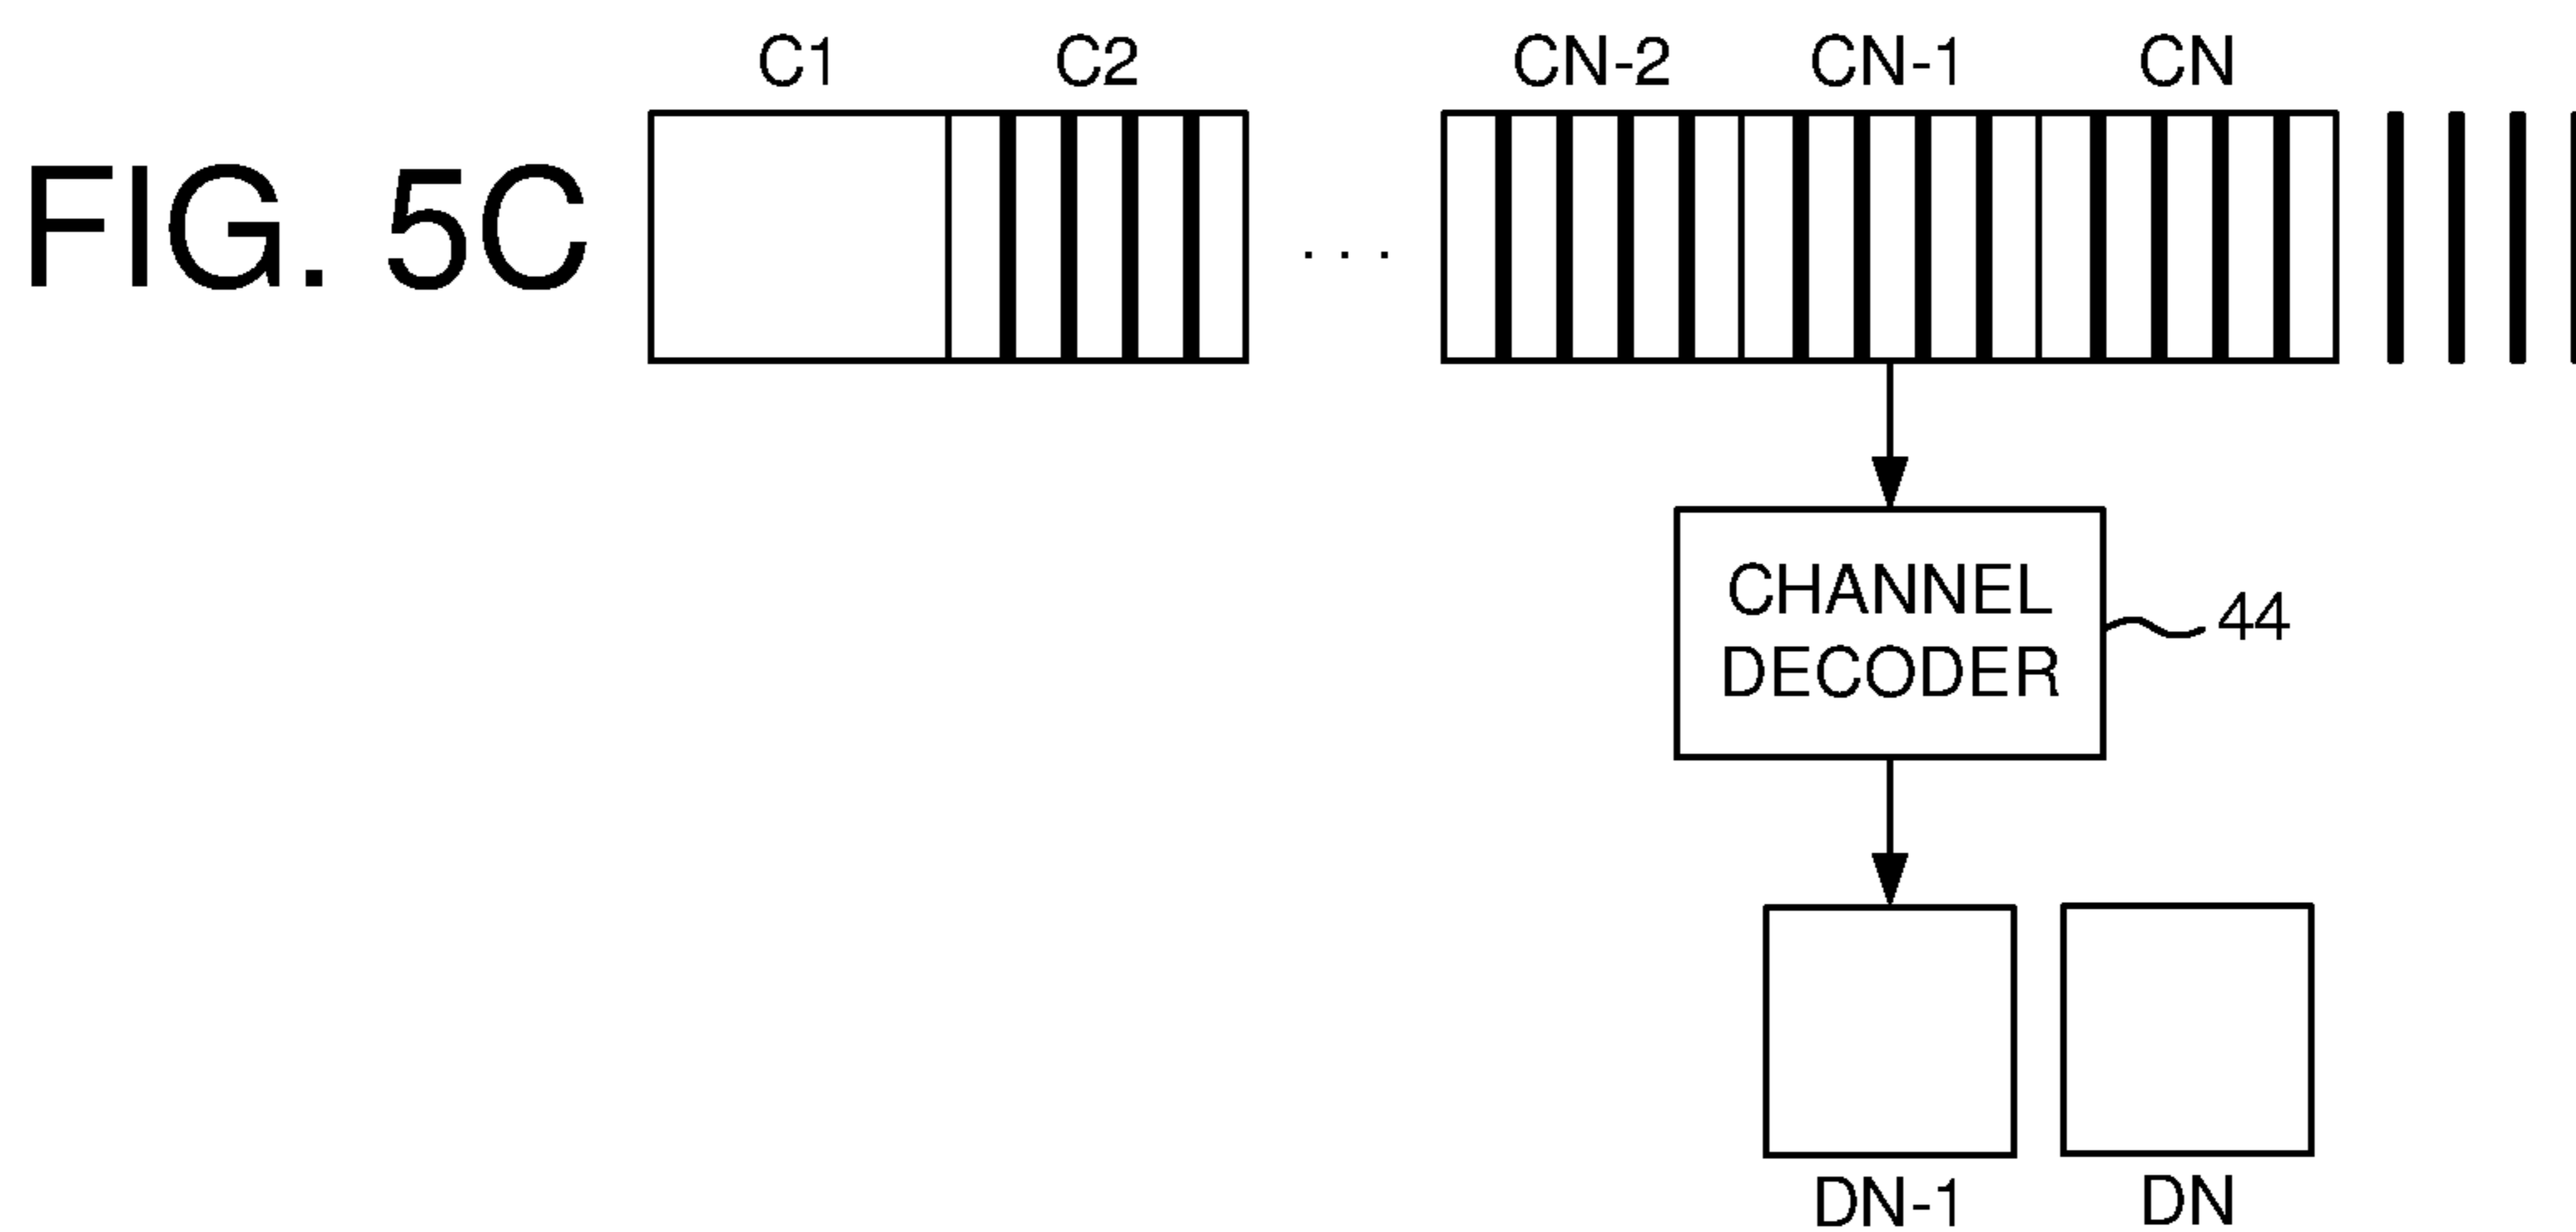 FIG. 5C
C1 C2 ... CN-2 CN-1 CN
CHANNEL
DECODER
44
DN-1 DN